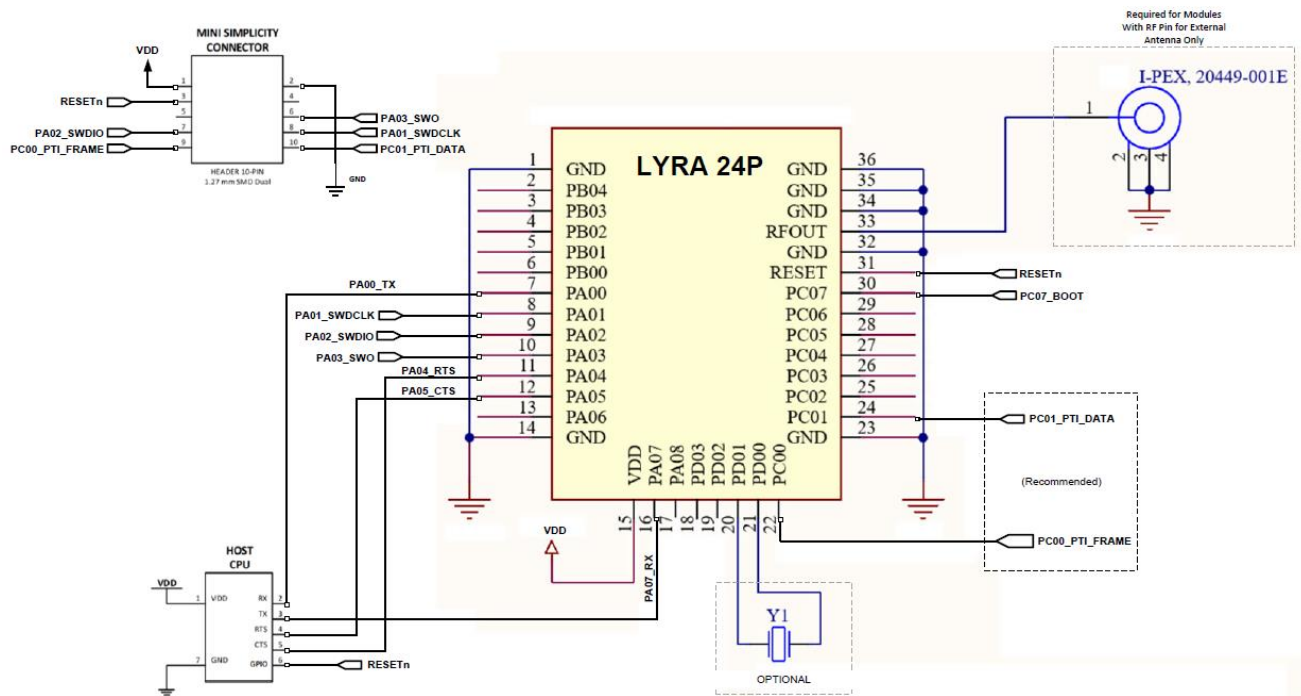 MINI SIMPLICITY
CONNECTOR
VDD
1
2
RESETn
3
4
5
6
PA03_SWO
PA02_SWDIO
7
8
PA01_SWDCLK
PC00_PTI_FRAME
9
10
PC01_PTI_DATA
HEADER 10-PIN
1.27 mm SMD Dual
GND
Required for Modules
With RF Pin for External
Antenna Only
I-PEX, 20449-001E
1
2
3
4
LYRA 24P
1 GND
2 PB04
3 PB03
4 PB02
5 PB01
6 PB00
PA00_TX
7 PA00
PA01_SWDCLK
8 PA01
PA02_SWDIO
9 PA02
PA03_SWO
10 PA03
PA04_RTS
11 PA04
PA05_CTS
12 PA05
13 PA06
14 GND
GND 36
GND 35
GND 34
RFOUT 33
GND 32
RESET 31
RESETn
PC07 30
PC07_BOOT
PC06 29
PC05 28
PC04 27
PC03 26
PC02 25
PC01 24
PC01_PTI_DATA
GND 23
(Recommended)
PC00_PTI_FRAME
VDD
PA07
PA08
PD03
PD02
PD01
PD00
PC00
15
16
17
18
19
20
21
22
VDD
PA07_RX
Y1
OPTIONAL
HOST
CPU
VDD
1 VDD
RX 2
TX 3
RTS 4
CTS 5
7 GND
GPIO 6
RESETn